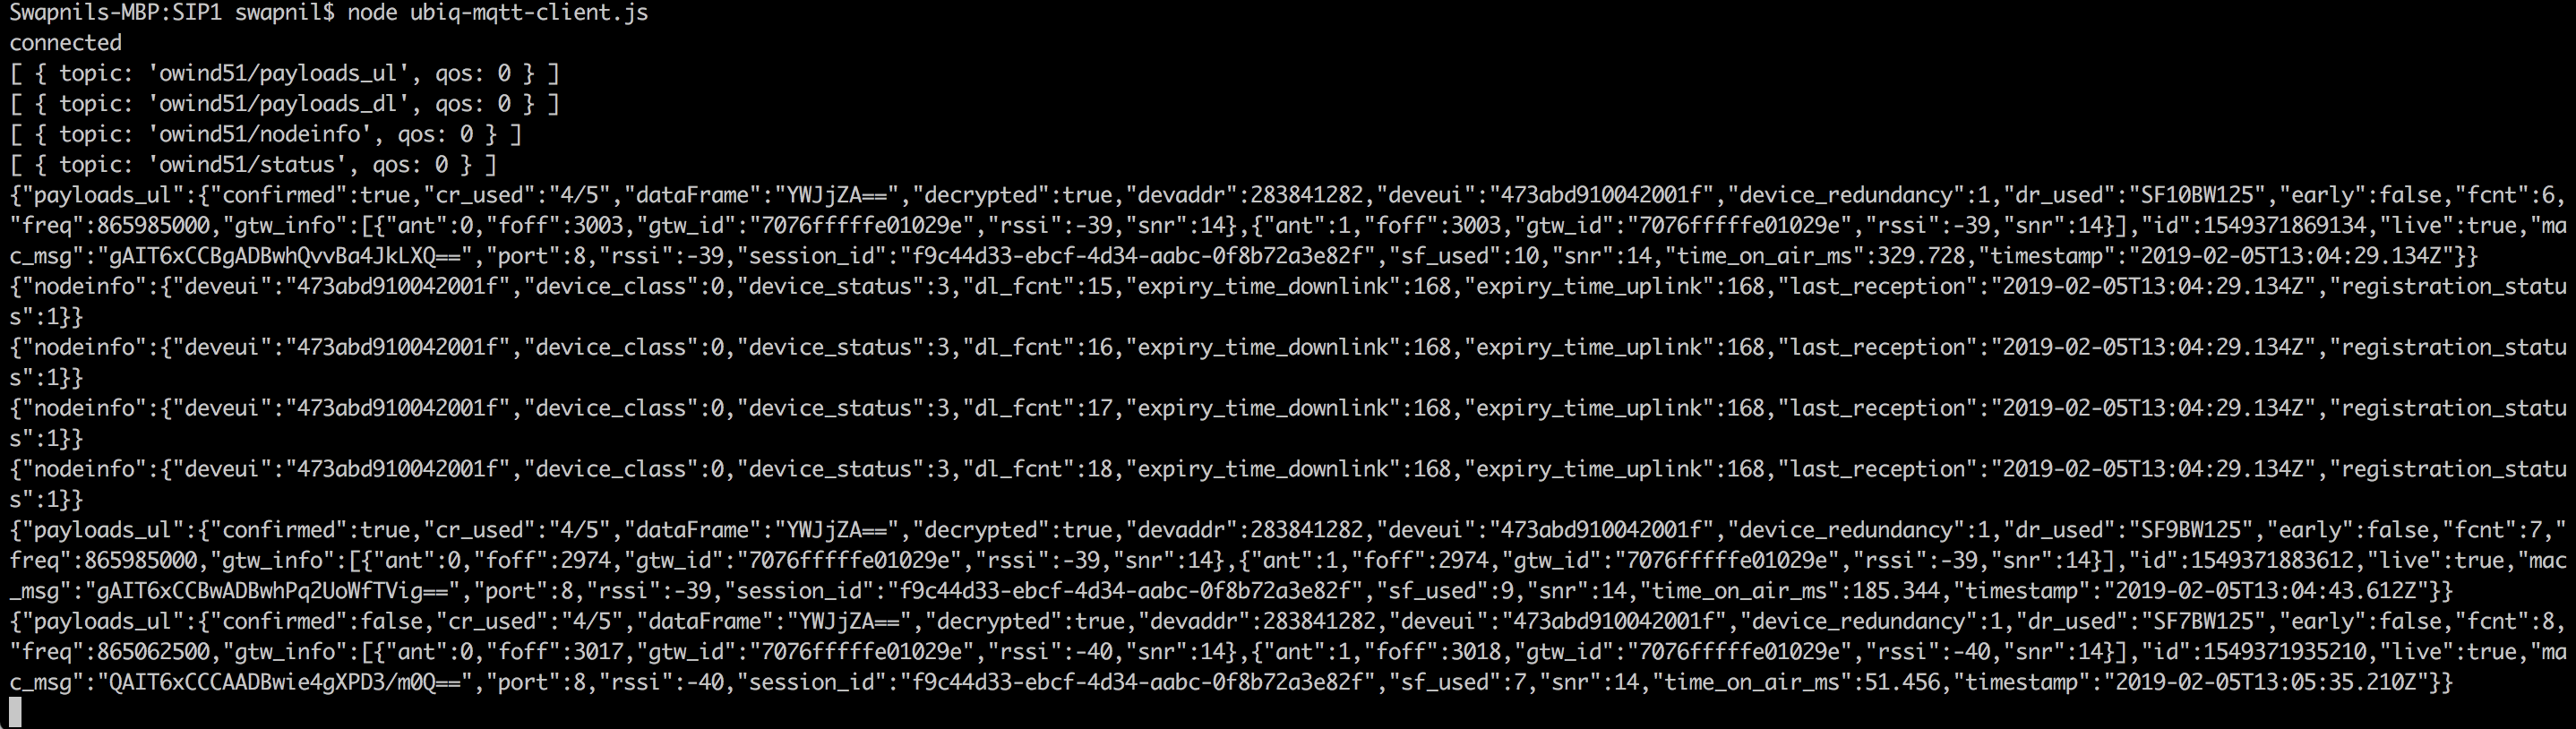 Swapnils-MBP:SIP1 swapnil$ node ubiq-mqtt-client.js
connected
[ { topic: 'owind51/payloads_ul', qos: 0 } ]
[ { topic: 'owind51/payloads_dl', qos: 0 } ]
[ { topic: 'owind51/nodeinfo', qos: 0 } ]
[ { topic: 'owind51/status', qos: 0 } ]
{"payloads_ul":{"confirmed":true,"cr_used":"4/5","dataFrame":"YWJjZA==","decrypted":true,"devaddr":283841282,"deveui":"473abd910042001f","device_redundancy":1,"dr_used":"SF10BW125","early":false,"fcnt":6,
"freq":865985000,"gtw_info":[{"ant":0,"foff":3003,"gtw_id":"7076fffffe01029e","rssi":-39,"snr":14},{"ant":1,"foff":3003,"gtw_id":"7076fffffe01029e","rssi":-39,"snr":14}],"id":1549371869134,"live":true,"ma
c_msg":"gAIT6xCCBgADBwhQvvBa4JkLXQ==","port":8,"rssi":-39,"session_id":"f9c44d33-ebcf-4d34-aabc-0f8b72a3e82f","sf_used":10,"snr":14,"time_on_air_ms":329.728,"timestamp":"2019-02-05T13:04:29.134Z"}}
{"nodeinfo":{"deveui":"473abd910042001f","device_class":0,"device_status":3,"dl_fcnt":15,"expiry_time_downlink":168,"expiry_time_uplink":168,"last_reception":"2019-02-05T13:04:29.134Z","registration_statu
s":1}}
{"nodeinfo":{"deveui":"473abd910042001f","device_class":0,"device_status":3,"dl_fcnt":16,"expiry_time_downlink":168,"expiry_time_uplink":168,"last_reception":"2019-02-05T13:04:29.134Z","registration_statu
s":1}}
{"nodeinfo":{"deveui":"473abd910042001f","device_class":0,"device_status":3,"dl_fcnt":17,"expiry_time_downlink":168,"expiry_time_uplink":168,"last_reception":"2019-02-05T13:04:29.134Z","registration_statu
s":1}}
{"nodeinfo":{"deveui":"473abd910042001f","device_class":0,"device_status":3,"dl_fcnt":18,"expiry_time_downlink":168,"expiry_time_uplink":168,"last_reception":"2019-02-05T13:04:29.134Z","registration_statu
s":1}}
{"payloads_ul":{"confirmed":true,"cr_used":"4/5","dataFrame":"YWJjZA==","decrypted":true,"devaddr":283841282,"deveui":"473abd910042001f","device_redundancy":1,"dr_used":"SF9BW125","early":false,"fcnt":7,"
freq":865985000,"gtw_info":[{"ant":0,"foff":2974,"gtw_id":"7076fffffe01029e","rssi":-39,"snr":14},{"ant":1,"foff":2974,"gtw_id":"7076fffffe01029e","rssi":-39,"snr":14}],"id":1549371883612,"live":true,"mac
_msg":"gAIT6xCCBwADBwhPq2UoWfTVig==","port":8,"rssi":-39,"session_id":"f9c44d33-ebcf-4d34-aabc-0f8b72a3e82f","sf_used":9,"snr":14,"time_on_air_ms":185.344,"timestamp":"2019-02-05T13:04:43.612Z"}}
{"payloads_ul":{"confirmed":false,"cr_used":"4/5","dataFrame":"YWJjZA==","decrypted":true,"devaddr":283841282,"deveui":"473abd910042001f","device_redundancy":1,"dr_used":"SF7BW125","early":false,"fcnt":8,
"freq":865062500,"gtw_info":[{"ant":0,"foff":3017,"gtw_id":"7076fffffe01029e","rssi":-40,"snr":14},{"ant":1,"foff":3018,"gtw_id":"7076fffffe01029e","rssi":-40,"snr":14}],"id":1549371935210,"live":true,"ma
c_msg":"QAIT6xCCCAADBwie4gXPD3/m0Q==","port":8,"rssi":-40,"session_id":"f9c44d33-ebcf-4d34-aabc-0f8b72a3e82f","sf_used":7,"snr":14,"time_on_air_ms":51.456,"timestamp":"2019-02-05T13:05:35.210Z"}}